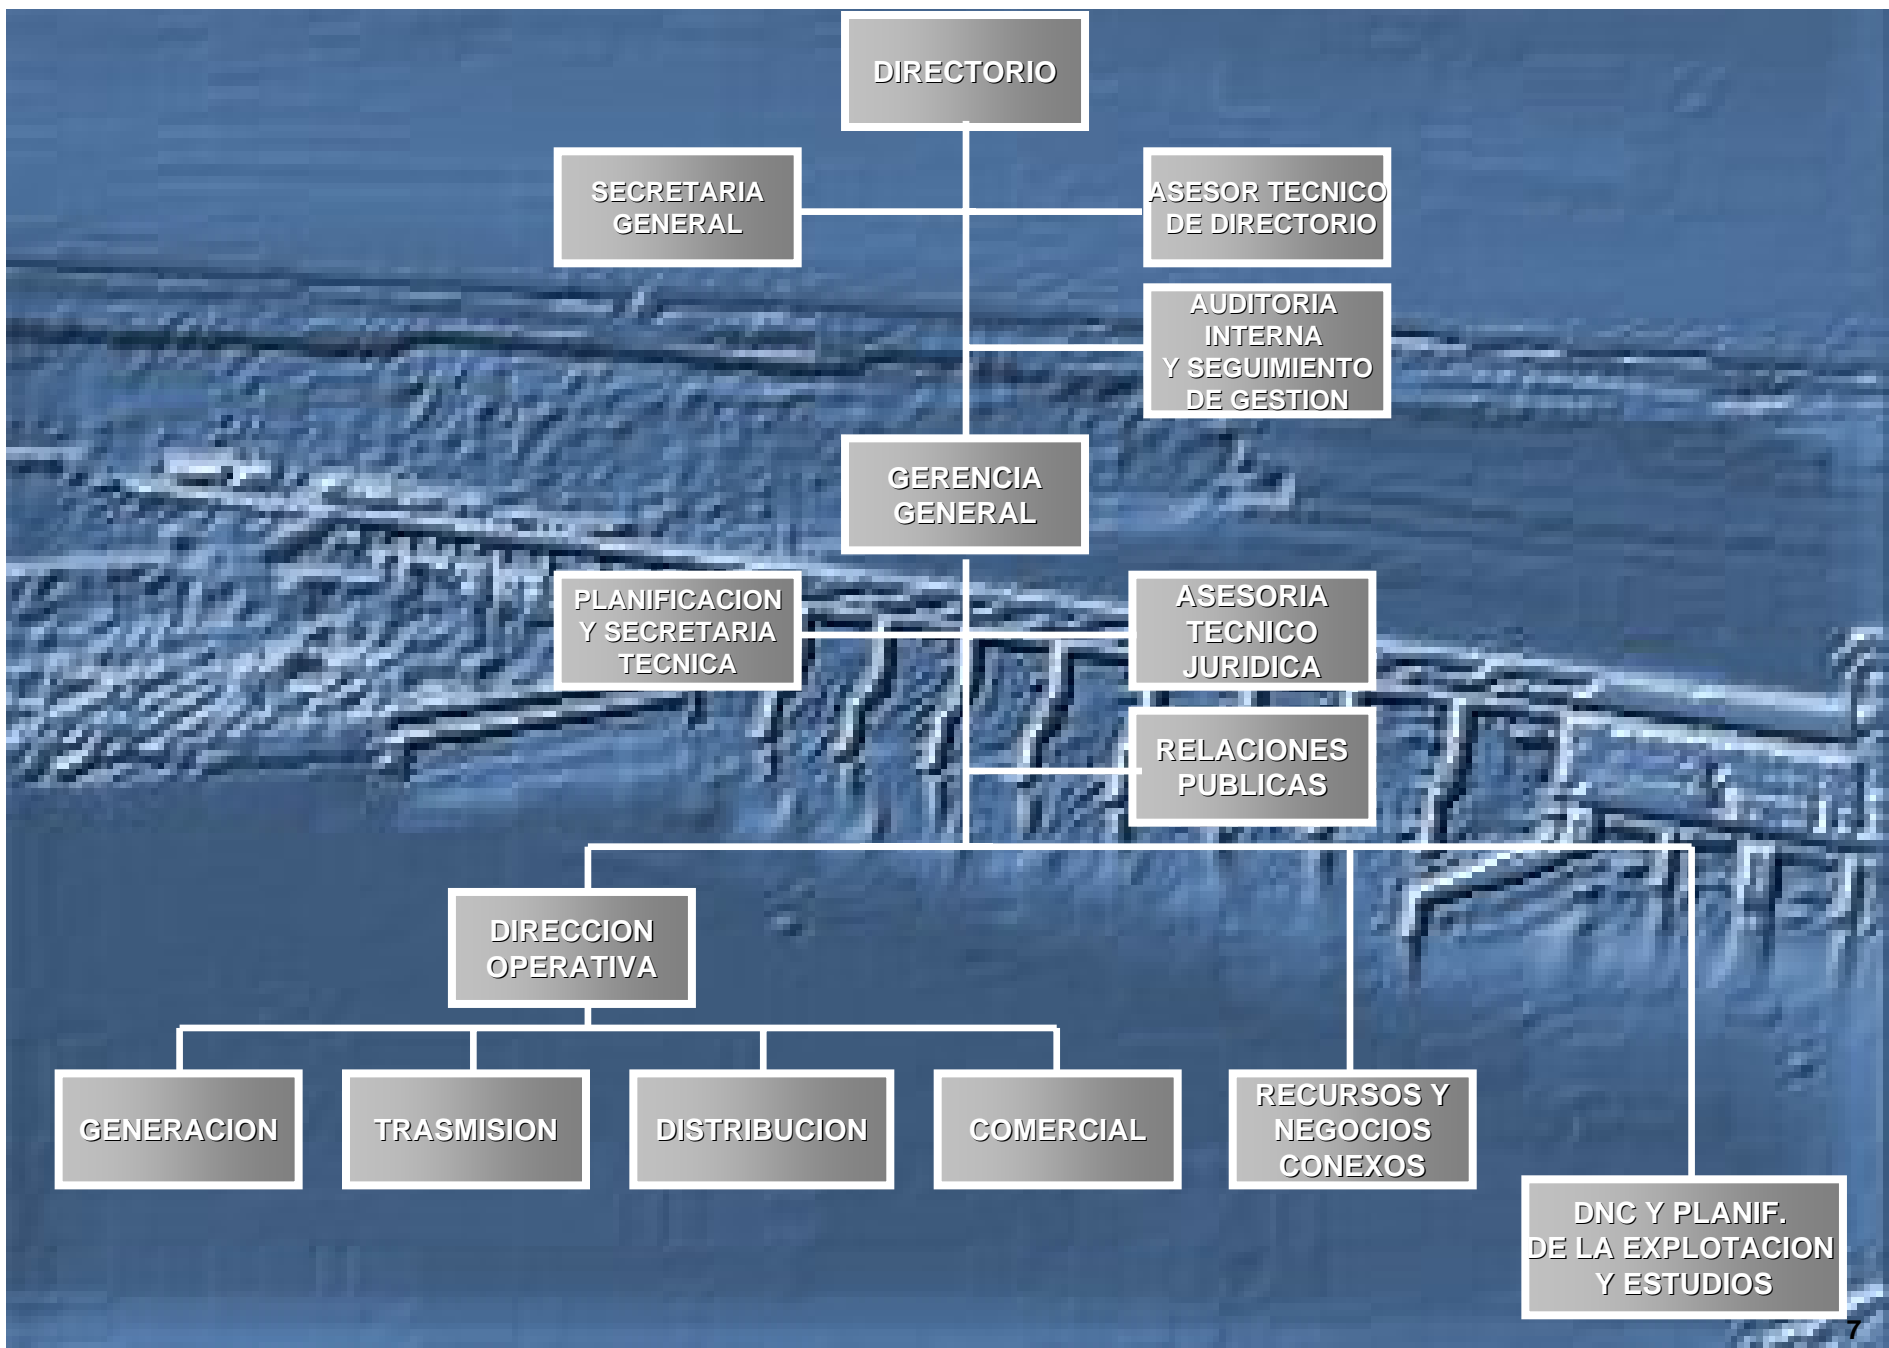 DIRECTORIO
SECRETARIA
GENERAL
ASESOR TECNICO
DE DIRECTORIO
AUDITORIA
INTERNA
Y SEGUIMIENTO
DE GESTION
GERENCIA
GENERAL
PLANIFICACION
Y SECRETARIA
TECNICA
ASESORIA
TECNICO
JURIDICA
RELACIONES
PUBLICAS
DIRECCION
OPERATIVA
GENERACION
TRASMISION
DISTRIBUCION
COMERCIAL
RECURSOS Y
NEGOCIOS
CONEXOS
DNC Y PLANIF.
DE LA EXPLOTACION
Y ESTUDIOS
7